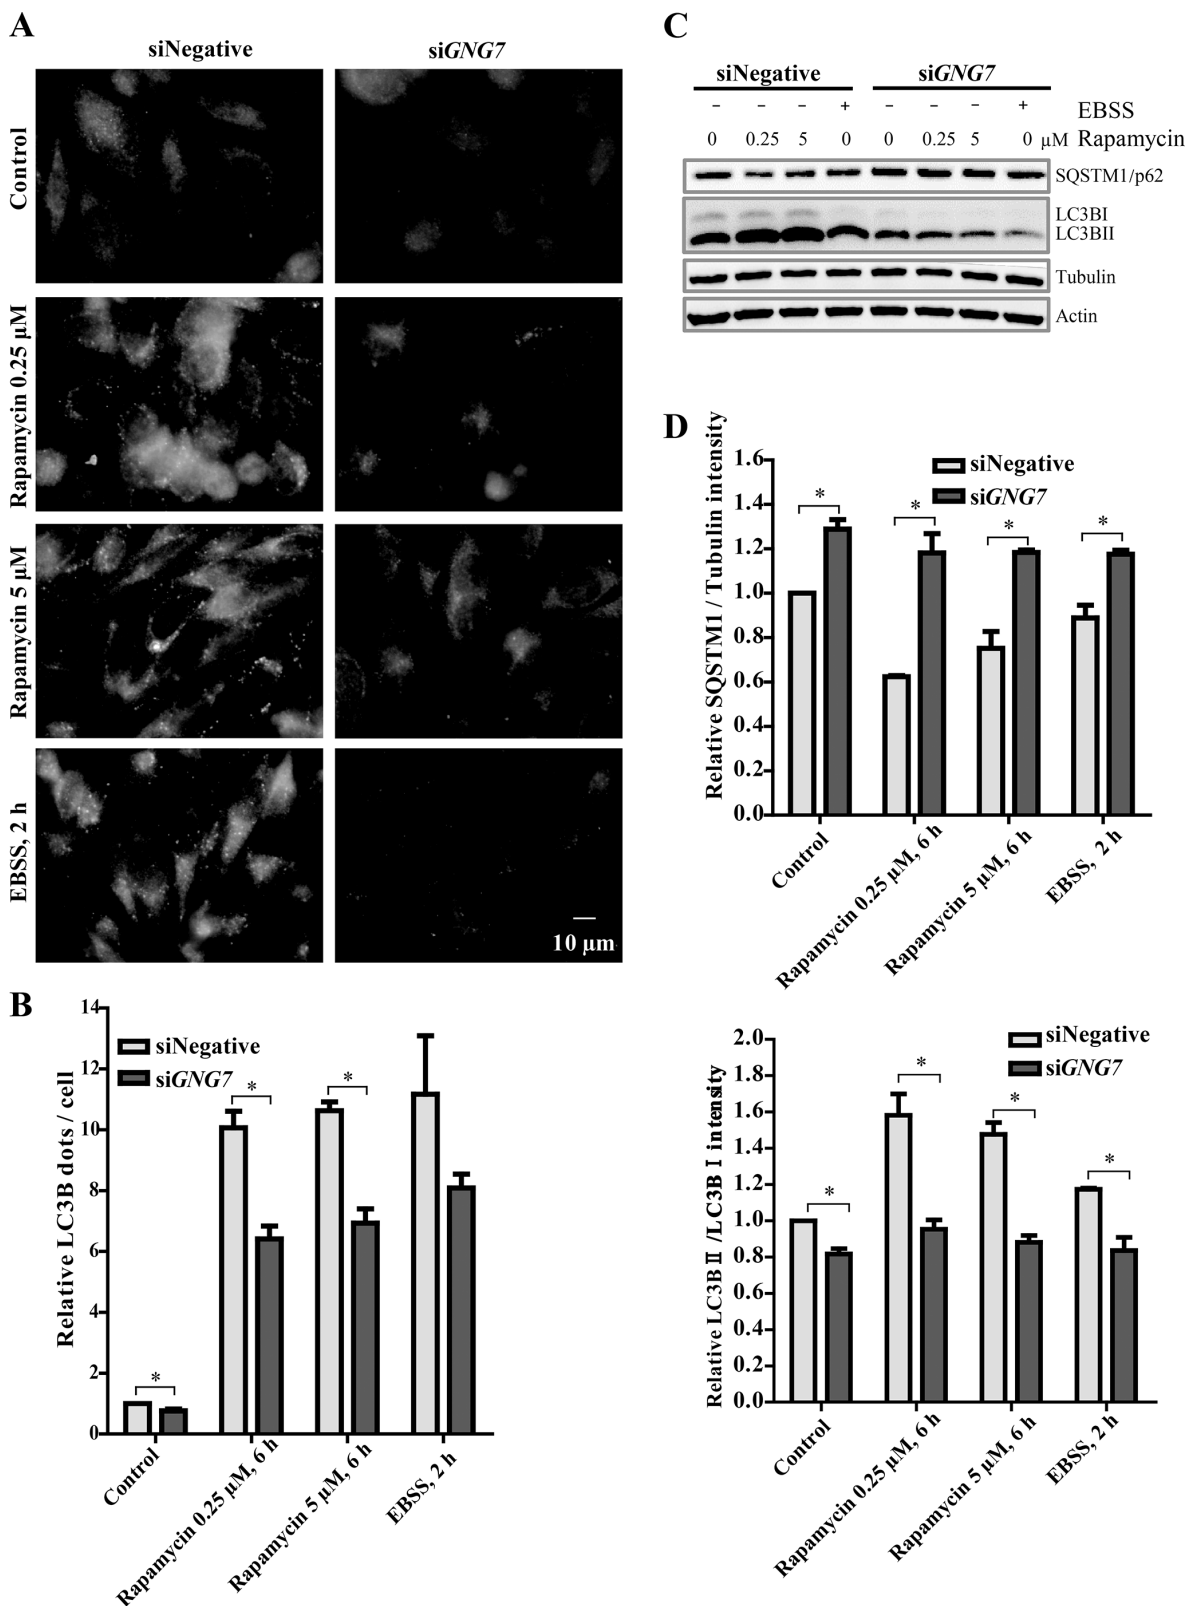 A
siNegative
siGNG7
Control
Rapamycin 0.25 µM
Rapamycin 5 µM
EBSS, 2 h
10 µm
B
14
12
10
8
6
4
2
0
Relative LC3B dots / cell
siNegative
siGNG7
*
*
*
Control
Rapamycin 0.25 µM, 6 h
Rapamycin 5 µM, 6 h
EBSS, 2 h
C
siNegative
siGNG7
- - - + - - - + EBSS
0 0.25 5 0 0 0.25 5 0 µM Rapamycin
SQSTM1/p62
LC3BI
LC3BII
Tubulin
Actin
D
Relative SQSTM1 / Tubulin intensity
1.6
1.4
1.2
1.0
0.8
0.6
0.4
0.2
0.0
siNegative
siGNG7
*
*
*
*
Control
Rapamycin 0.25 µM, 6 h
Rapamycin 5 µM, 6 h
EBSS, 2 h
Relative LC3BⅡ/LC3BⅠintensity
2.0
1.8
1.6
1.4
1.2
1.0
0.8
0.6
0.4
0.2
0.0
siNegative
siGNG7
*
*
*
*
Control
Rapamycin 0.25 µM, 6 h
Rapamycin 5 µM, 6 h
EBSS, 2 h